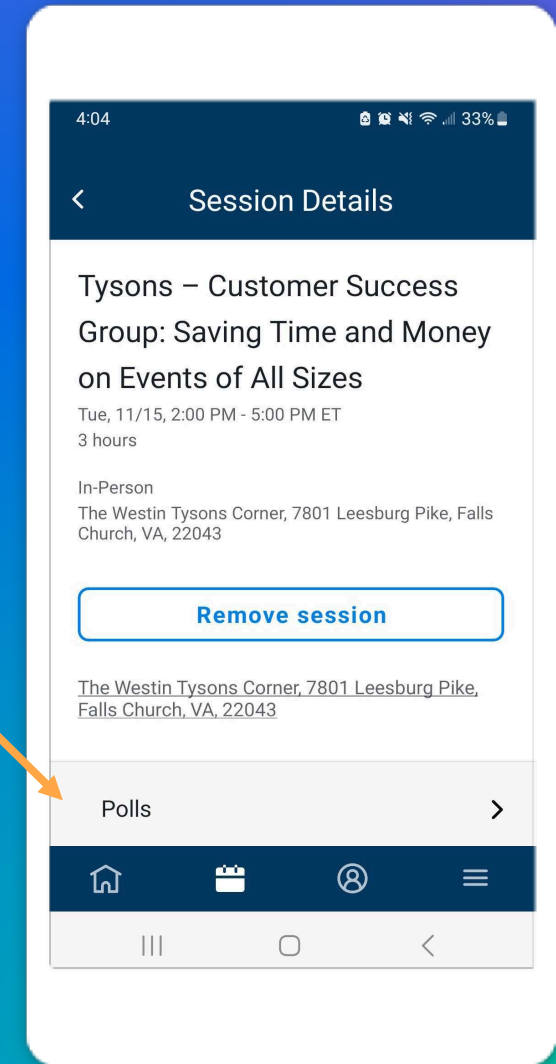 4:04 33%
Session Details
Tysons – Customer Success
Group: Saving Time and Money
on Events of All Sizes
Tue, 11/15, 2:00 PM - 5:00 PM ET
3 hours
In-Person
The Westin Tysons Corner, 7801 Leesburg Pike, Falls
Church, VA, 22043
Remove session
The Westin Tysons Corner, 7801 Leesburg Pike,
Falls Church, VA, 22043
Polls